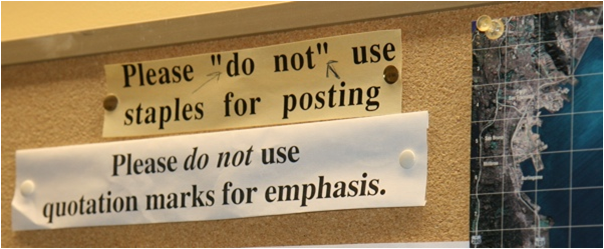 Please "do not" use
staples for posting
Please do not use
quotation marks for emphasis.